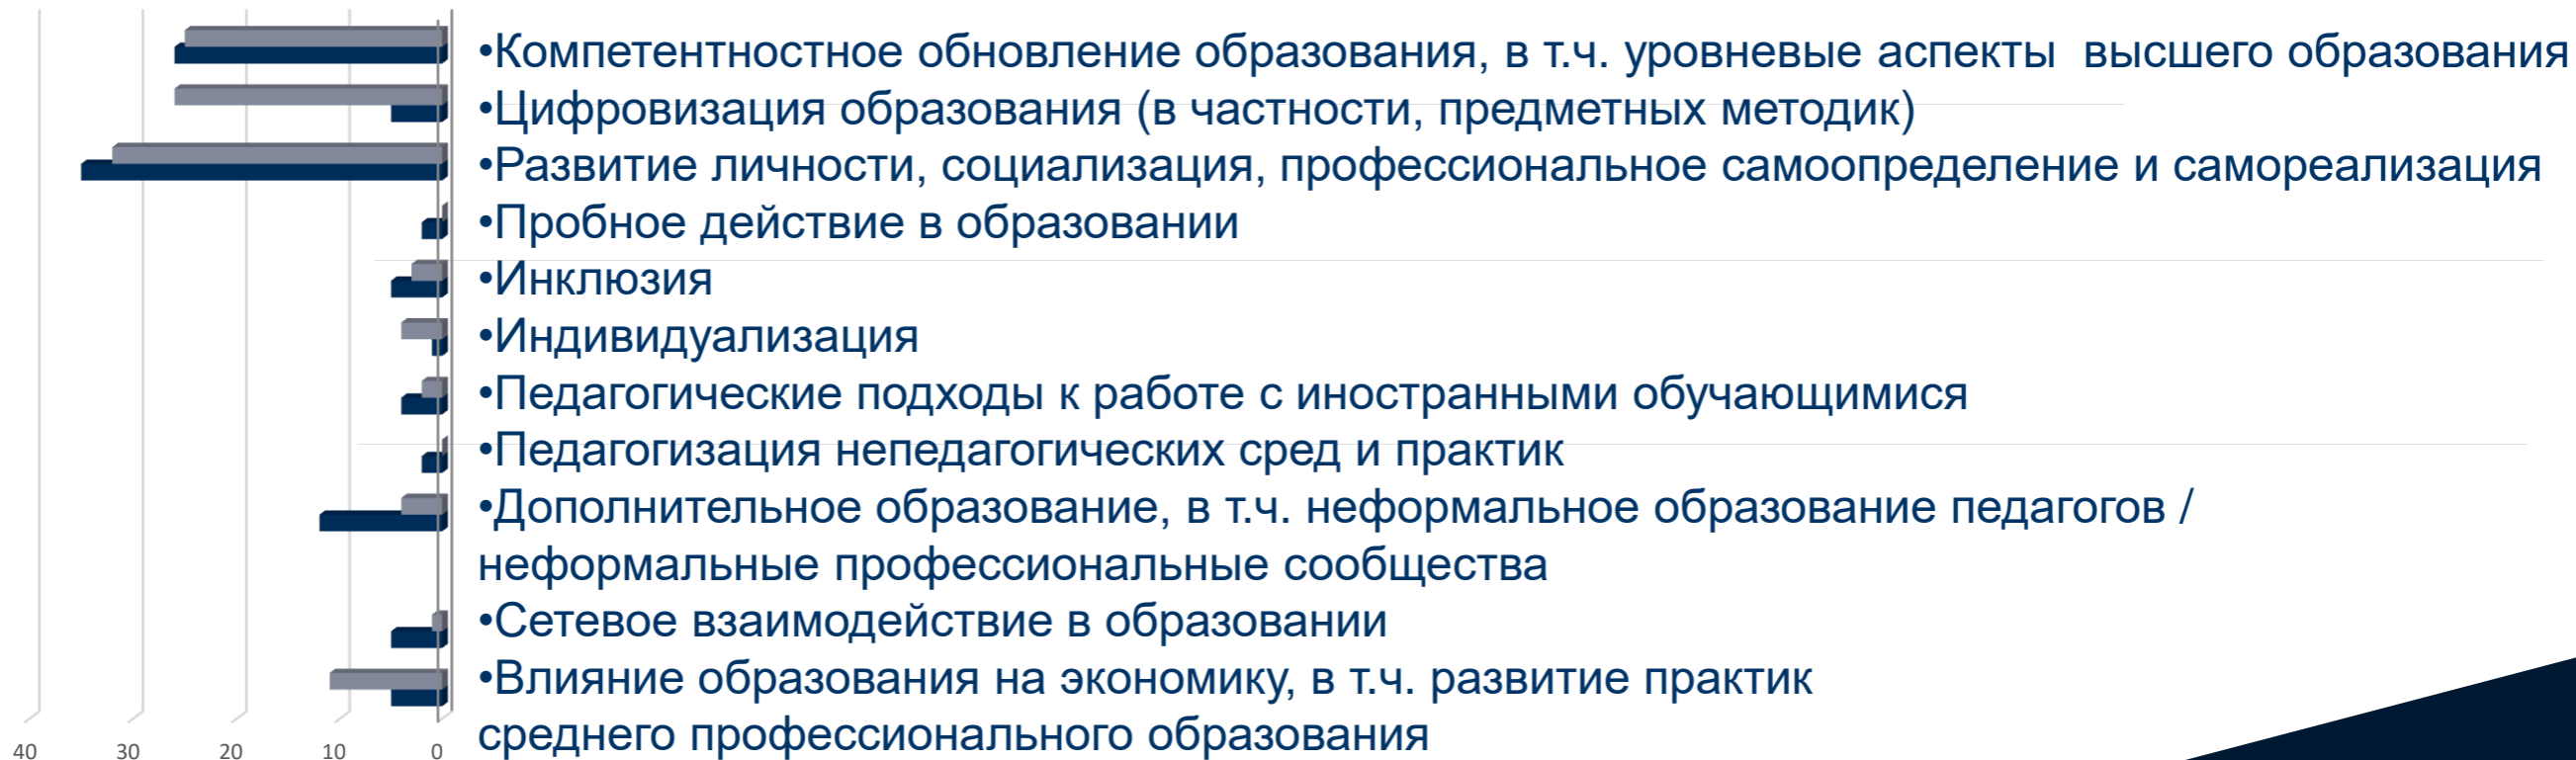 •Компетентностное обновление образования, в т.ч. уровневые аспекты высшего образования
•Цифровизация образования (в частности, предметных методик)
•Развитие личности, социализация, профессиональное самоопределение и самореализация
•Пробное действие в образовании
•Инклюзия
•Индивидуализация
•Педагогические подходы к работе с иностранными обучающимися
•Педагогизация непедагогических сред и практик
•Дополнительное образование, в т.ч. неформальное образование педагогов /
неформальные профессиональные сообщества
•Сетевое взаимодействие в образовании
•Влияние образования на экономику, в т.ч. развитие практик
среднего профессионального образования
40 30 20 10 0